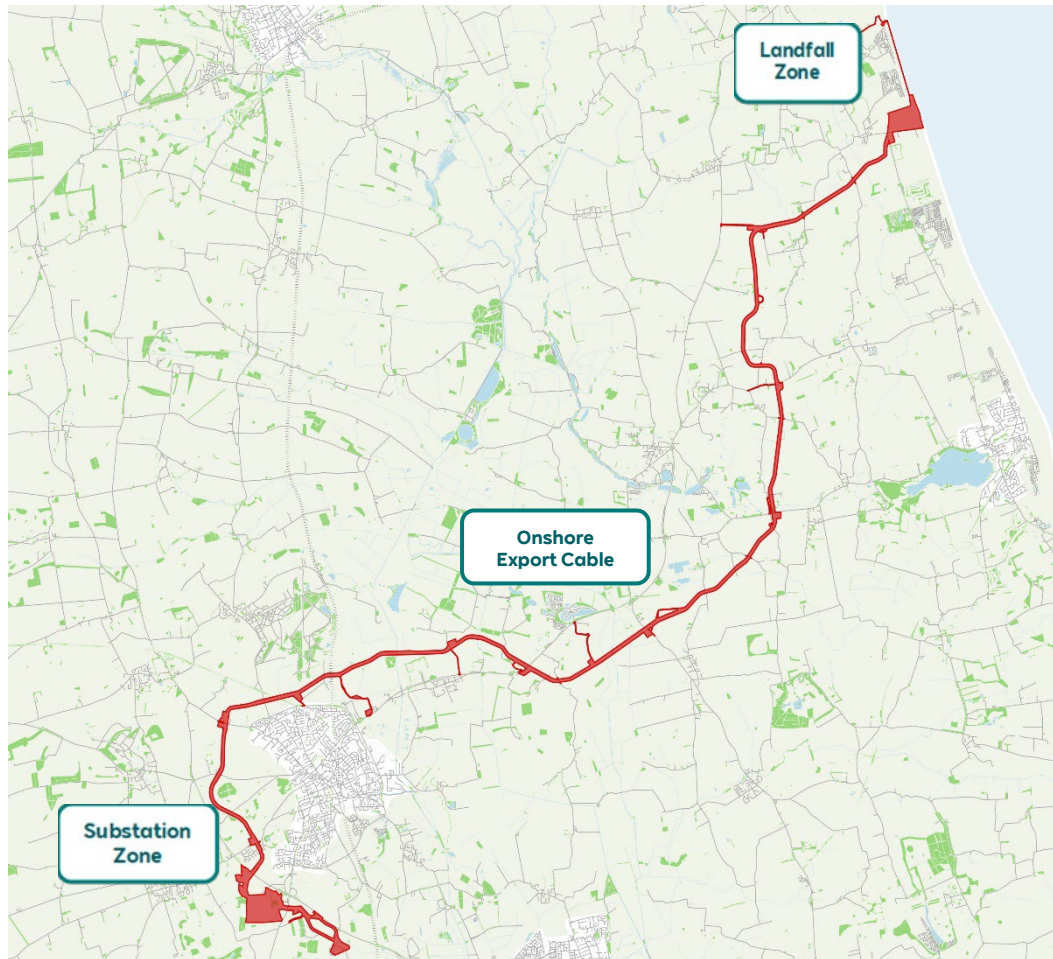 Landfall
Zone
Onshore
Export Cable
Substation
Zone